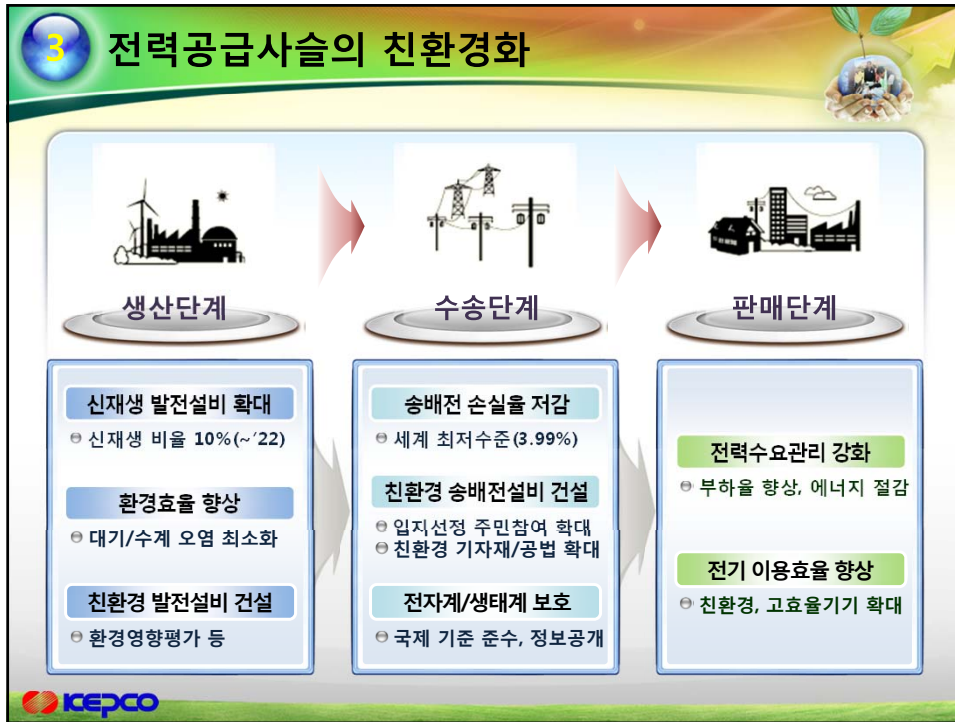 3 전력공급사슬의 친환경화
생산단계
수송단계
판매단계
신재생 발전설비 확대
신재생 비율 10%(~’22)
환경효율 향상
대기/수계 오염 최소화
친환경 발전설비 건설
환경영향평가 등
송배전 손실율 저감
세계 최저수준(3.99%)
친환경 송배전설비 건설
입지선정 주민참여 확대
친환경 기자재/공법 확대
전자계/생태계 보호
국제 기준 준수, 정보공개
전력수요관리 강화
부하율 향상, 에너지 절감
전기 이용효율 향상
친환경, 고효율기기 확대
KEPCO